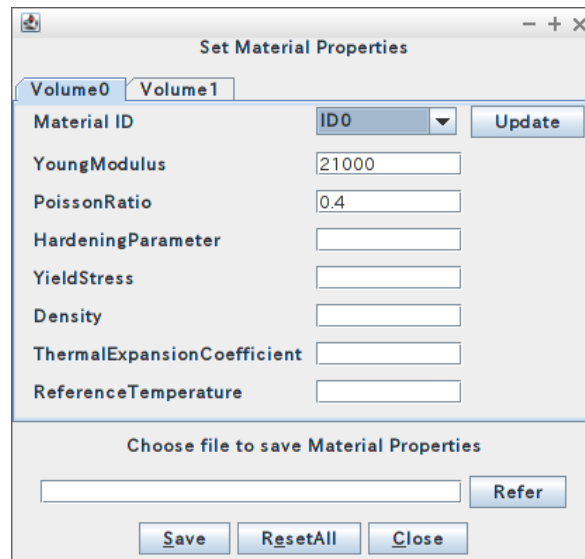 Set Material Properties
Volume0 Volume1
Material ID ID0 Update
YoungModulus 21000
PoissonRatio 0.4
HardeningParameter
YieldStress
Density
ThermalExpansionCoefficient
ReferenceTemperature
Choose file to save Material Properties
Refer
Save ResetAll Close